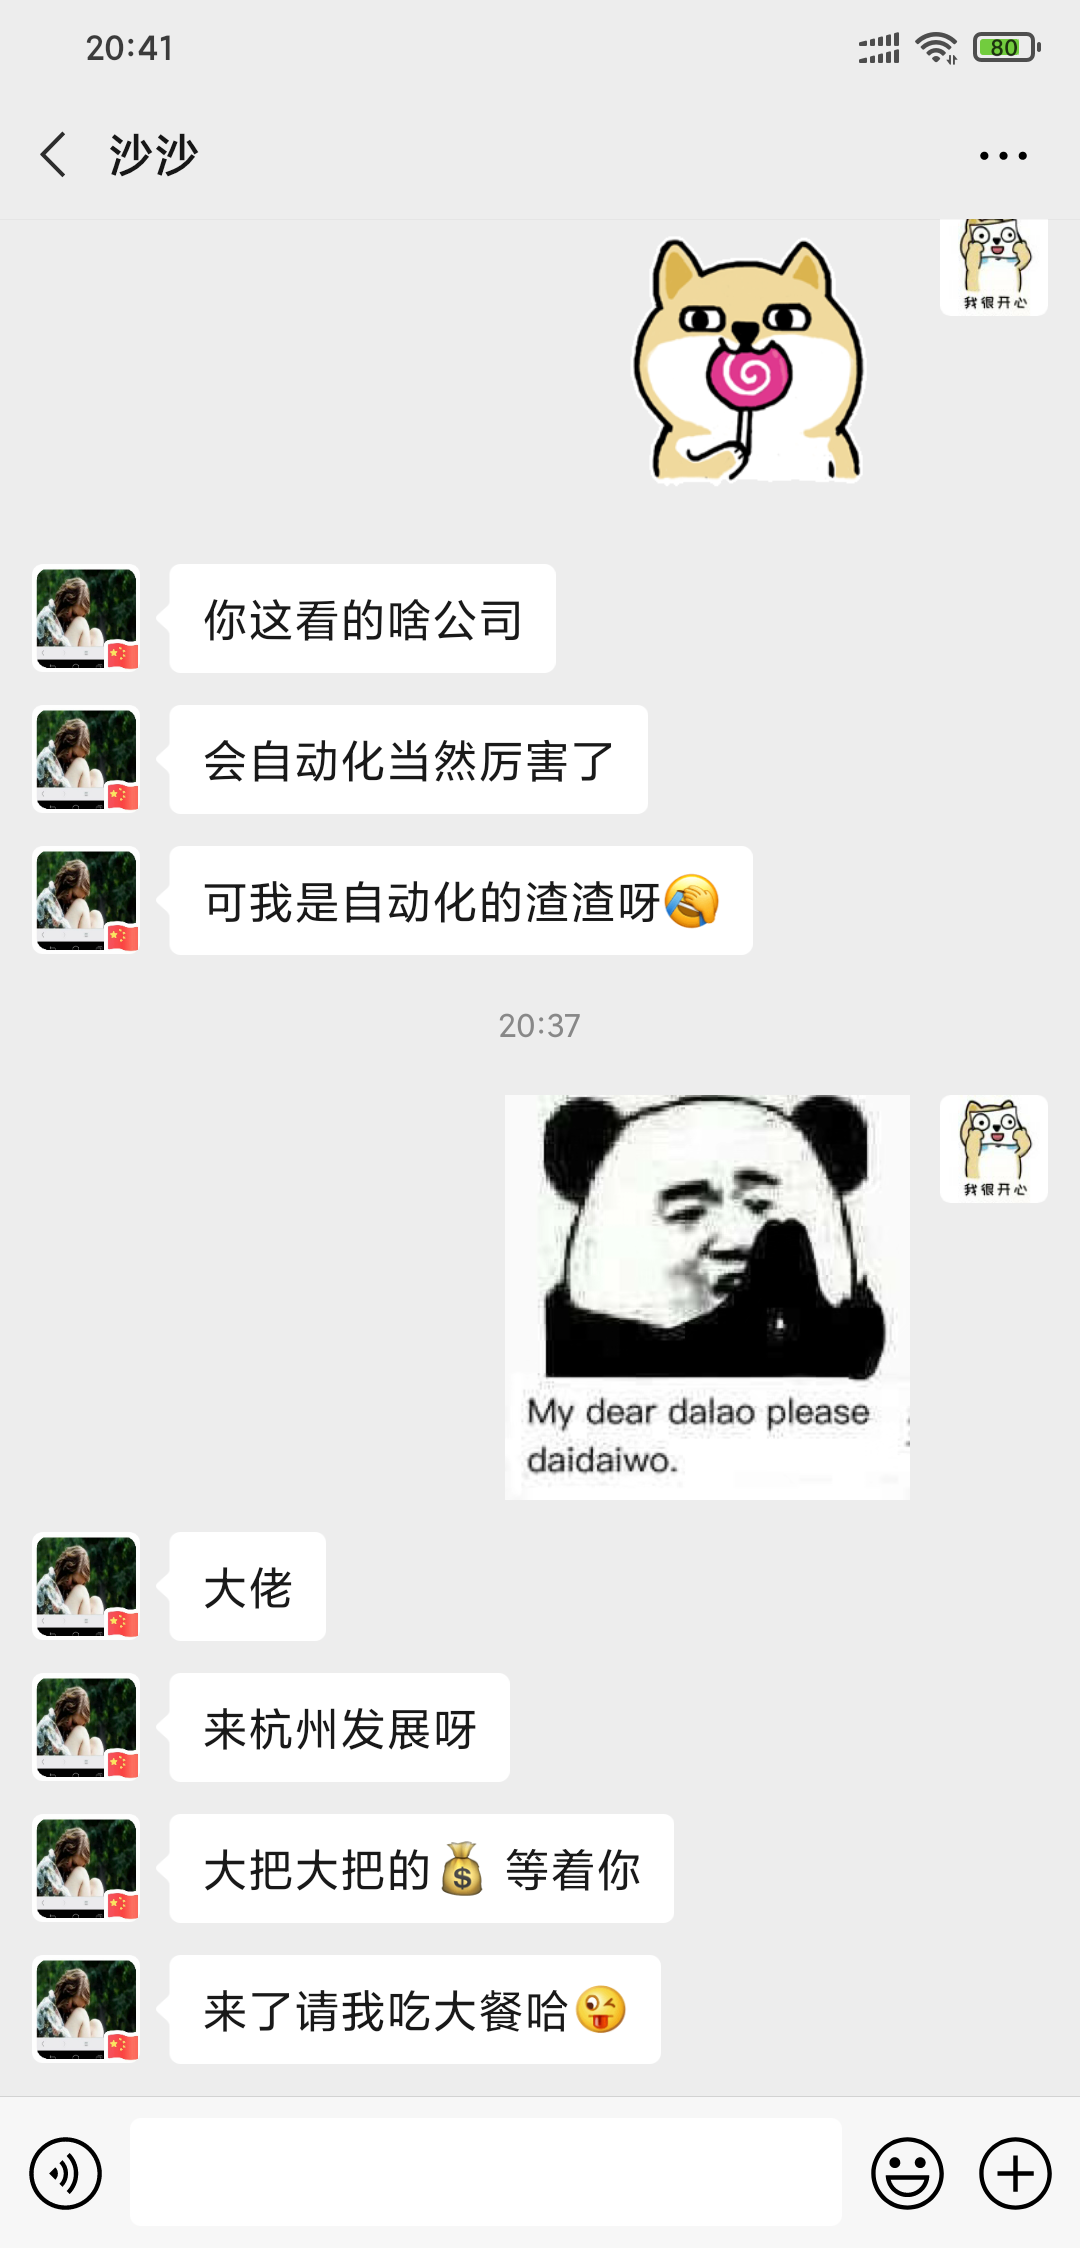 20:41
80
沙沙
我很开心
你这看的啥公司
会自动化当然厉害了
可我是自动化的渣渣呀🤣
20:37
我很开心
My dear dalao please
daidaiwo.
大佬
来杭州发展呀
大把大把的💰 等着你
来了请我吃大餐哈😜